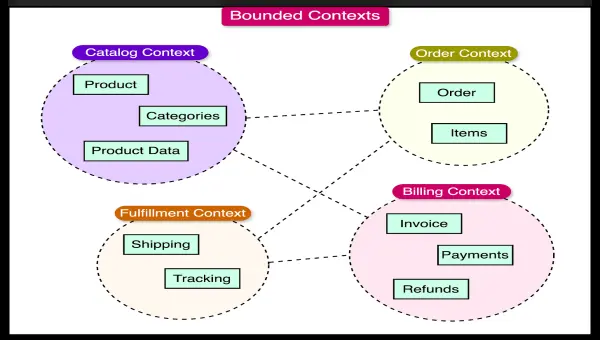 Bounded Contexts
Catalog Context
Product
Categories
Product Data
Order Context
Order
Items
Fulfillment Context
Shipping
Tracking
Billing Context
Invoice
Payments
Refunds